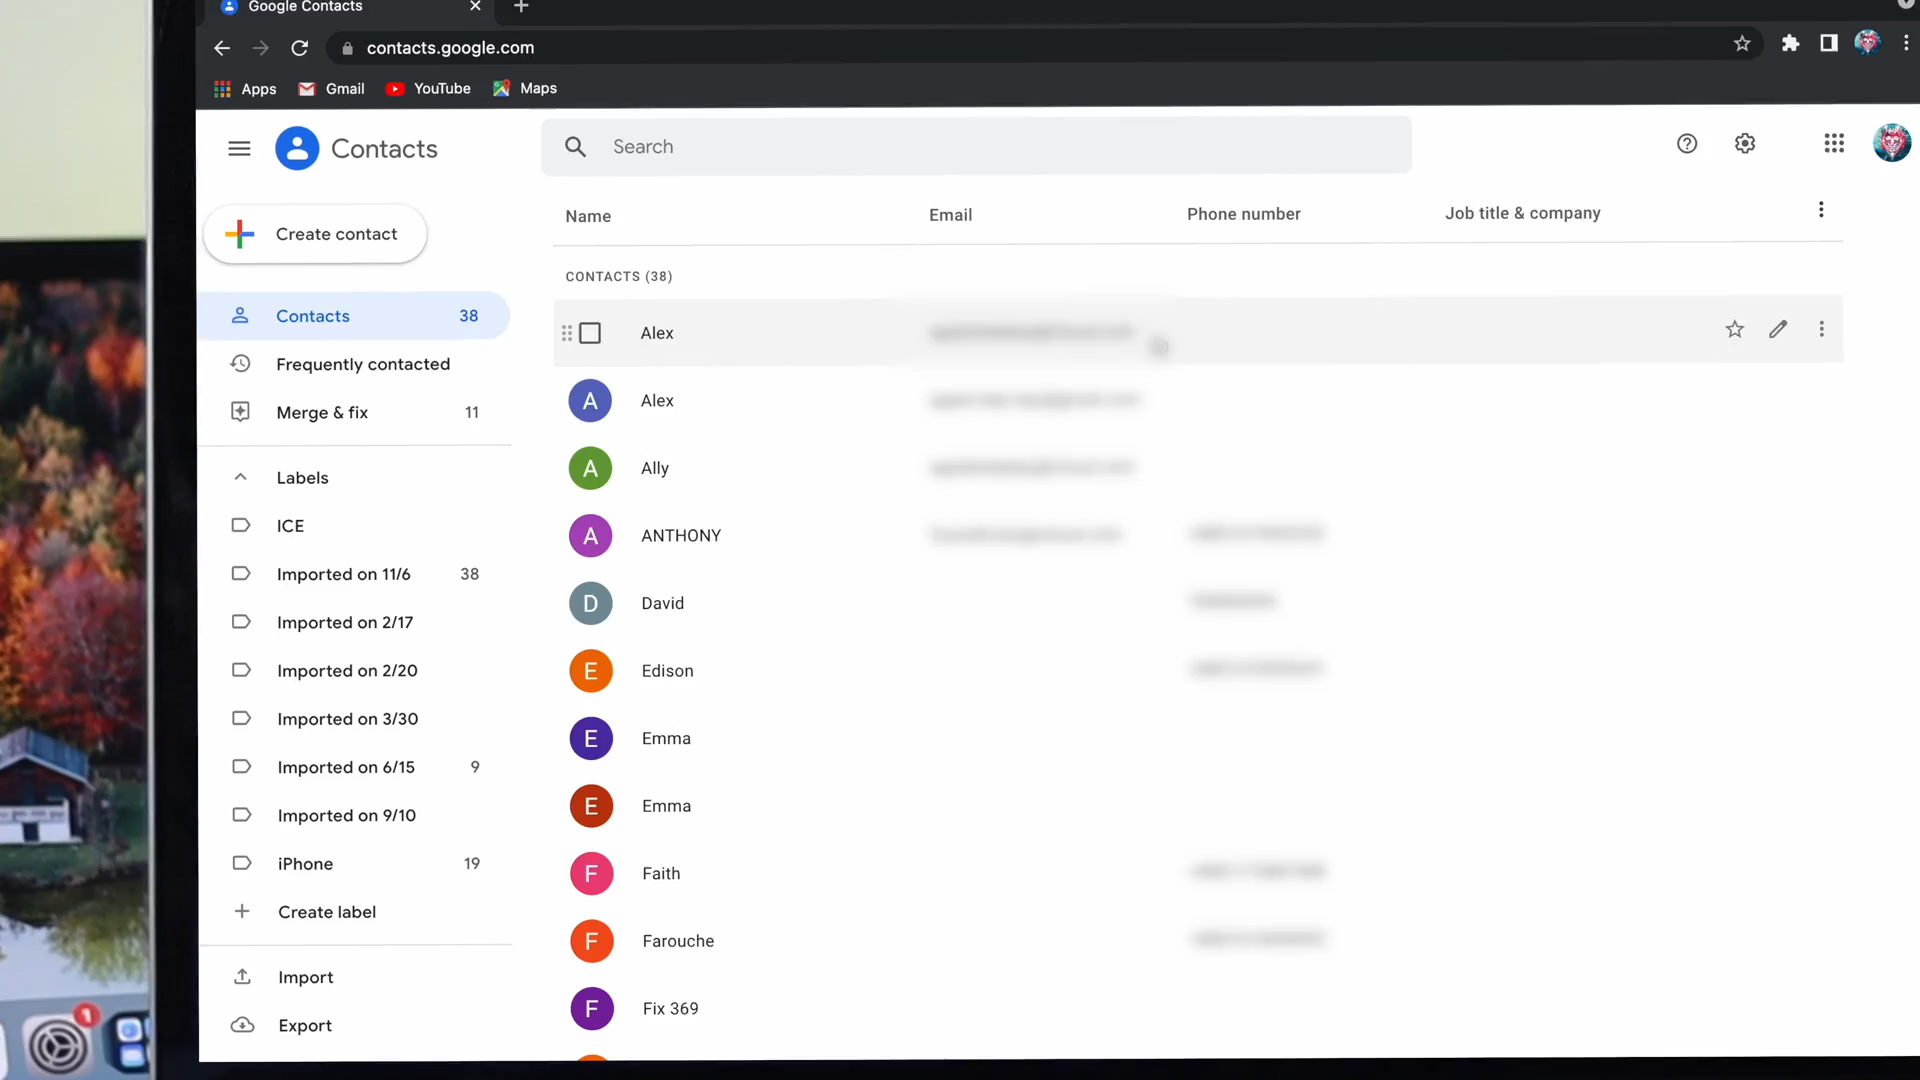 Google Contacts
contacts.google.com
Apps Gmail YouTube Maps
Contacts
Search
Create contact
Name Email Phone number Job title & company
CONTACTS (38)
Contacts 38
Frequently contacted
Merge & fix 11
Labels
ICE
Imported on 11/6 38
Imported on 2/17
Imported on 2/20
Imported on 3/30
Imported on 6/15 9
Imported on 9/10
iPhone 19
Create label
Import
Export
Alex
A Alex
A Ally
A ANTHONY
D David
E Edison
E Emma
E Emma
F Faith
F Farouche
F Fix 369
1